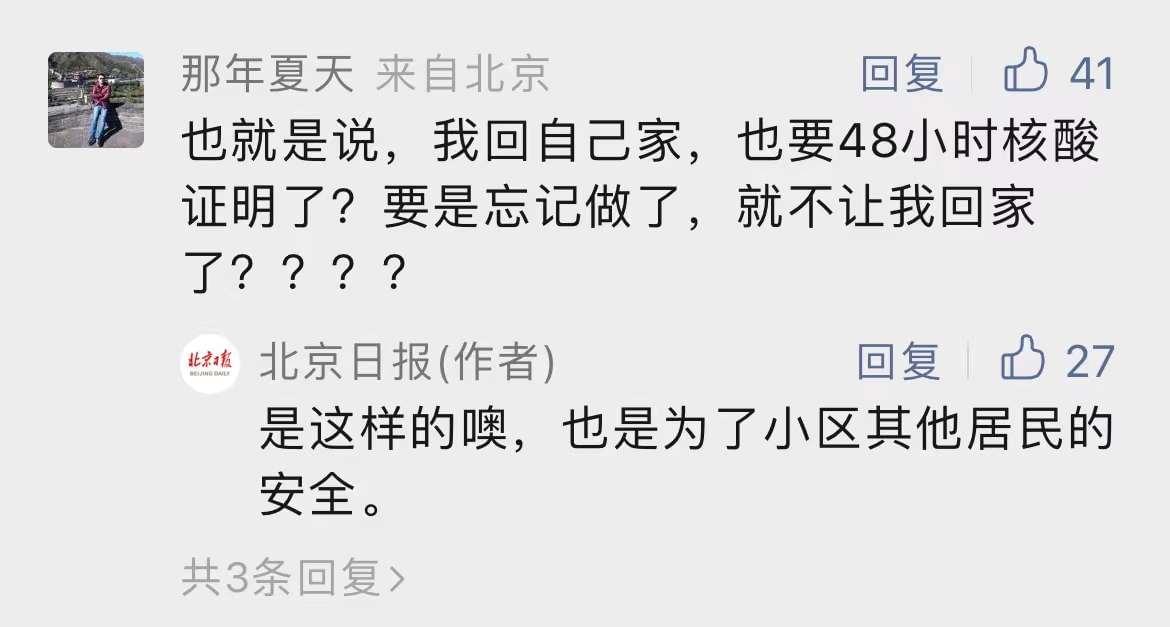 那年夏天 来自北京 回复 41
也就是说，我回自己家，也要48小时核酸
证明了？要是忘记做了，就不让我回家
了？？？？
北京日报 BEIJING DAILY
北京日报(作者) 回复 27
是这样的噢，也是为了小区其他居民的
安全。
共3条回复>